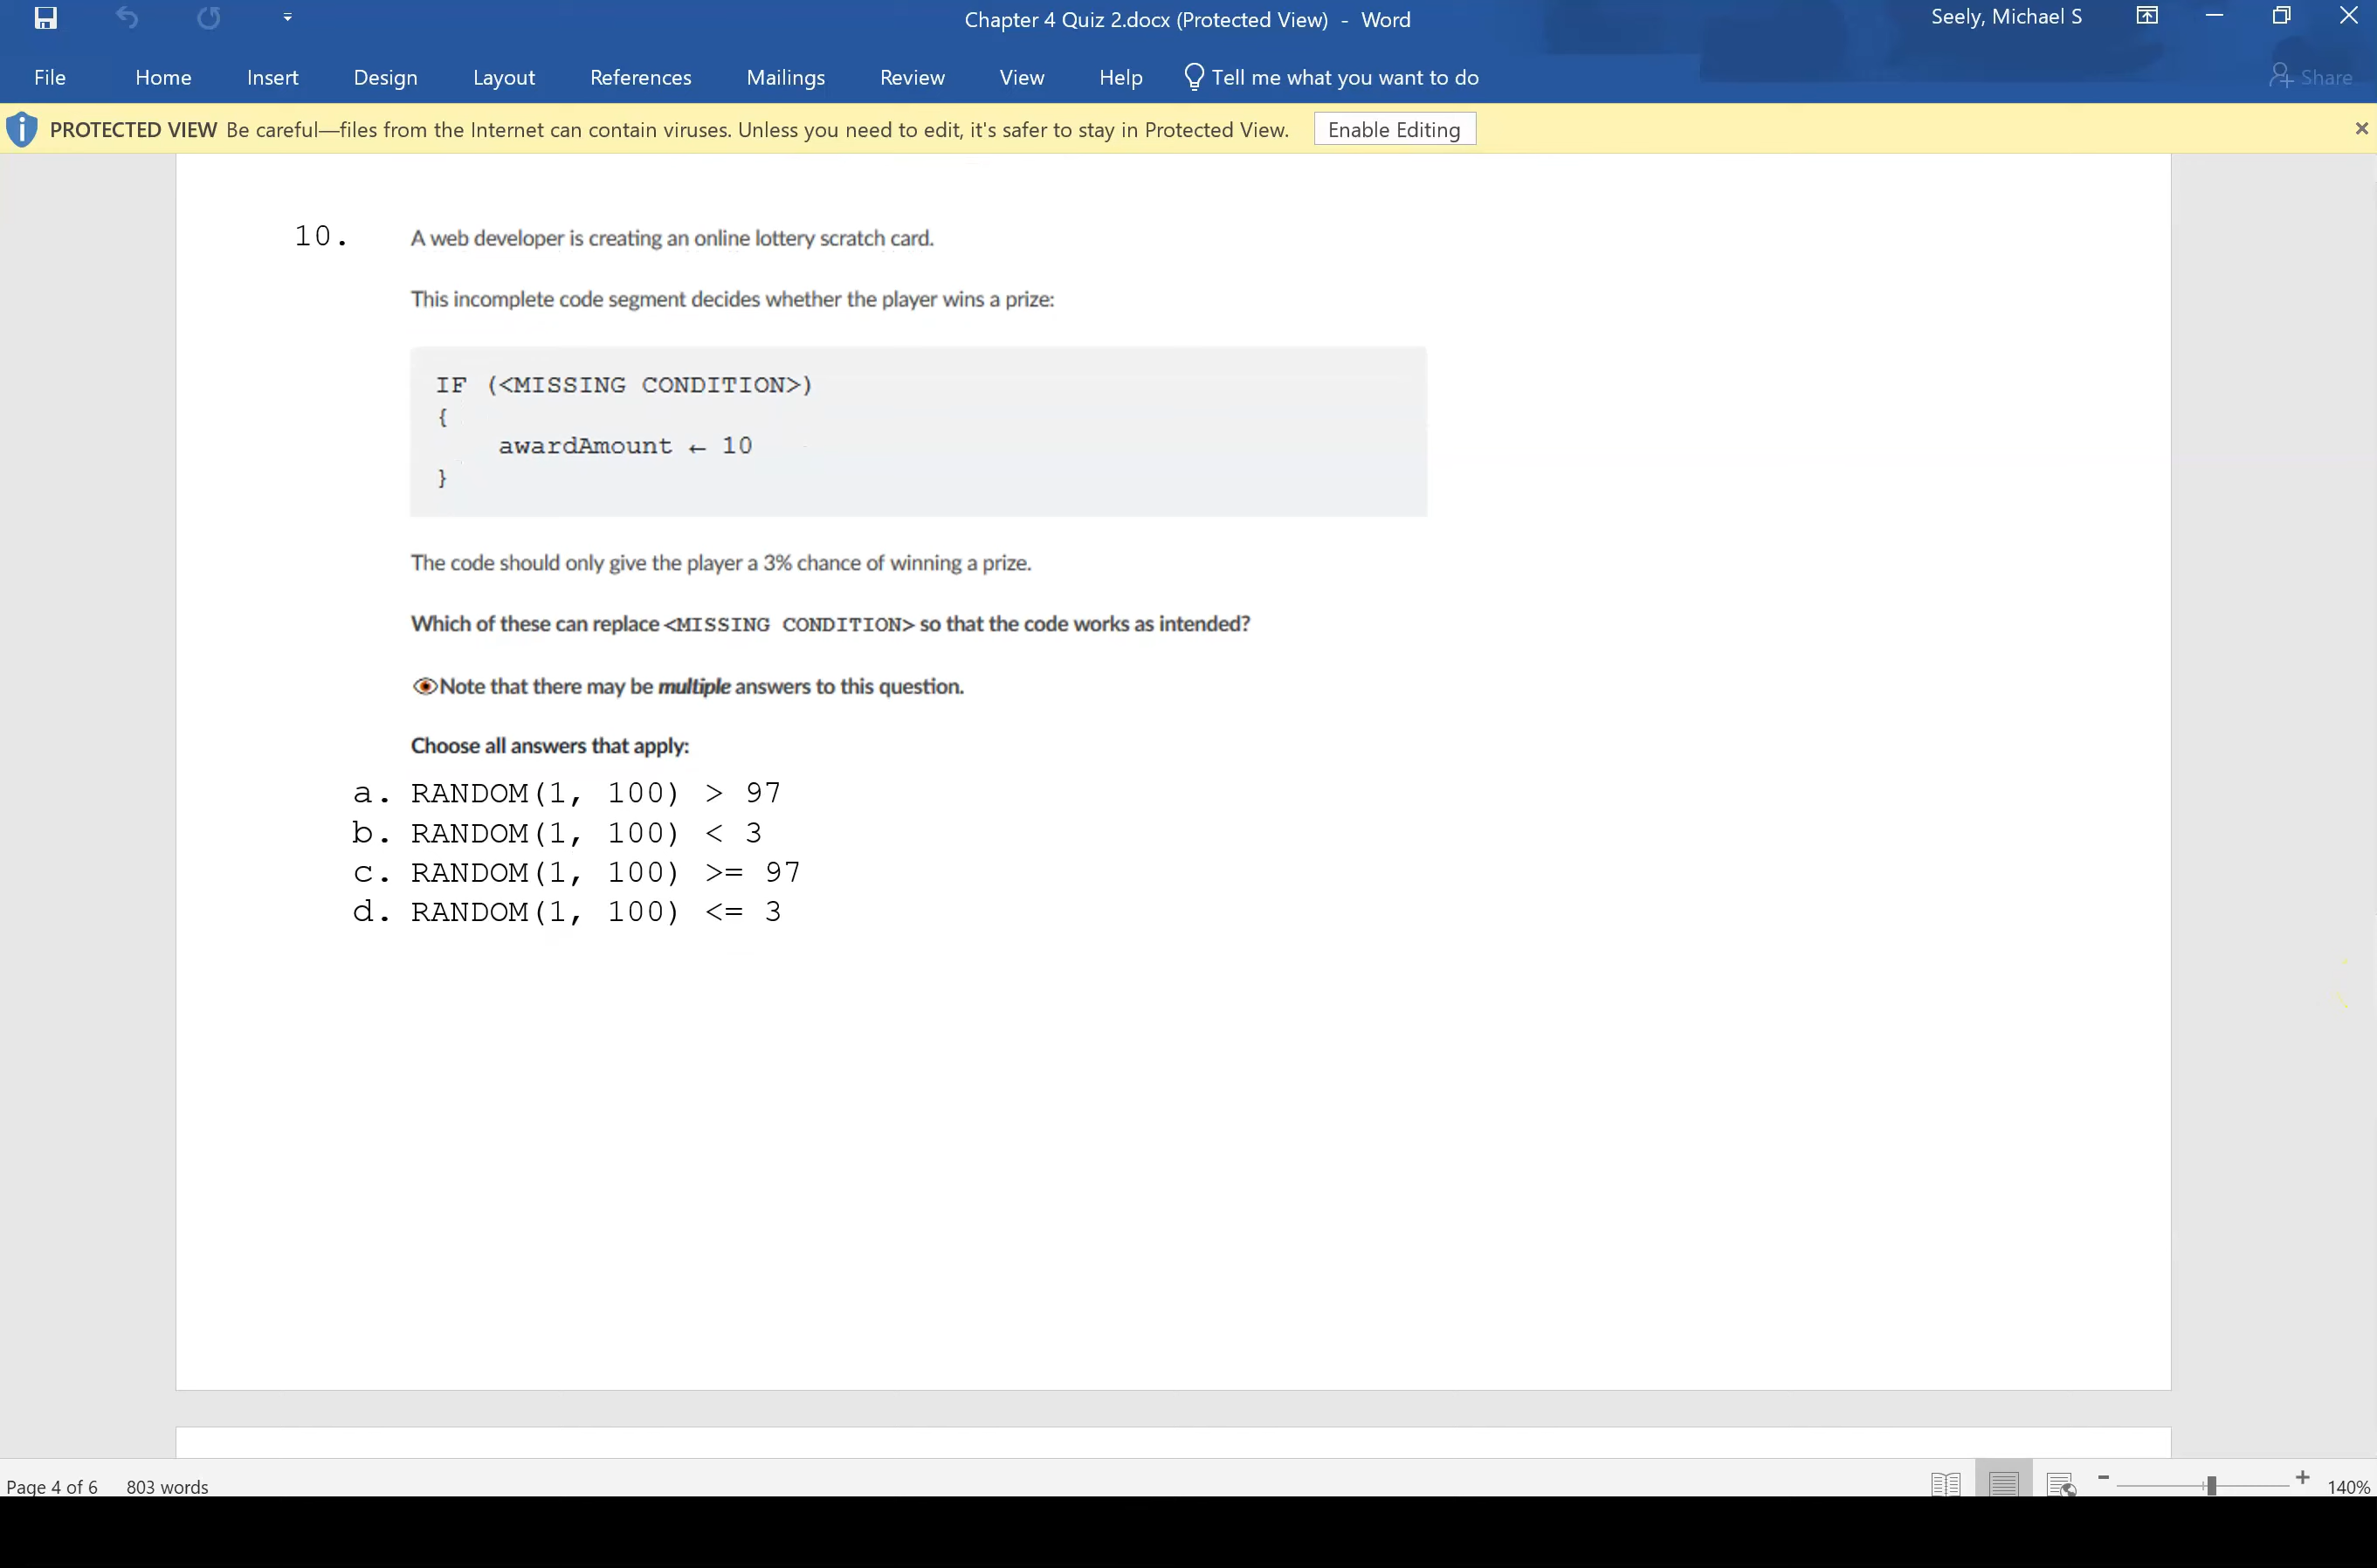 Chapter 4 Quiz 2.docx (Protected View) - Word
Seely, Michael S
File Home Insert Design Layout References Mailings Review View Help Tell me what you want to do Share
PROTECTED VIEW Be careful—files from the Internet can contain viruses. Unless you need to edit, it's safer to stay in Protected View. Enable Editing
10. A web developer is creating an online lottery scratch card.
This incomplete code segment decides whether the player wins a prize:
IF (<MISSING CONDITION>)
{
awardAmount ← 10
}
The code should only give the player a 3% chance of winning a prize.
Which of these can replace <MISSING CONDITION> so that the code works as intended?
Note that there may be multiple answers to this question.
Choose all answers that apply:
a. RANDOM(1, 100) > 97
b. RANDOM(1, 100) < 3
c. RANDOM(1, 100) >= 97
d. RANDOM(1, 100) <= 3
Page 4 of 6 803 words 140%